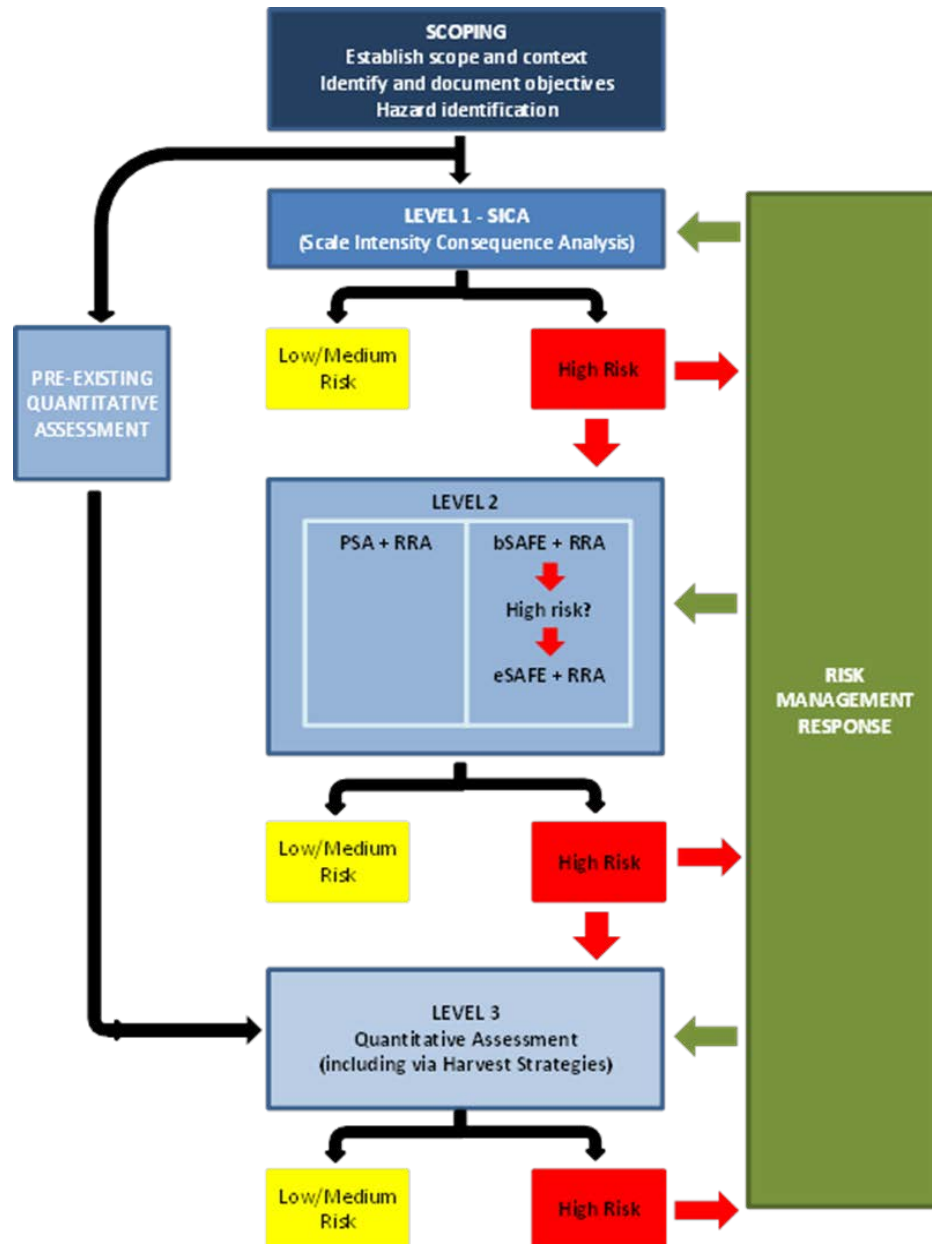 SCOPING
Establish scope and context
Identify and document objectives
Hazard identification
LEVEL 1 - SICA
(Scale Intensity Consequence Analysis)
Low/Medium
Risk
High Risk
PRE-EXISTING
QUANTITATIVE
ASSESSMENT
LEVEL 2
PSA + RRA
bSAFE + RRA
High risk?
eSAFE + RRA
RISK
MANAGEMENT
RESPONSE
Low/Medium
Risk
High Risk
LEVEL 3
Quantitative Assessment
(including via Harvest Strategies)
Low/Medium
Risk
High Risk